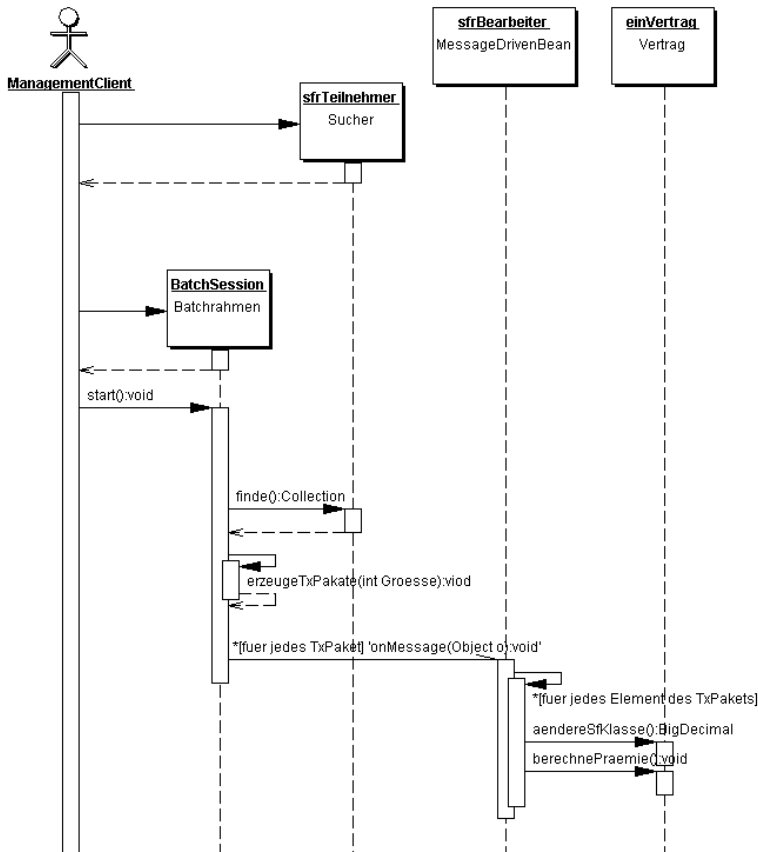 sfrBearbeiter
MessageDrivenBean
einVertrag
Vertrag
ManagementClient
sfrTeilnehmer
Sucher
BatchSession
Batchrahmen
start():void
finde():Collection
erzeugeTxPakate(int Groesse):viod
*[fuer jedes TxPaket] 'onMessage(Object o):void'
*[fuer jedes Element des TxPakets]
aendereSfKlasse():BigDecimal
berechnePraemie():void